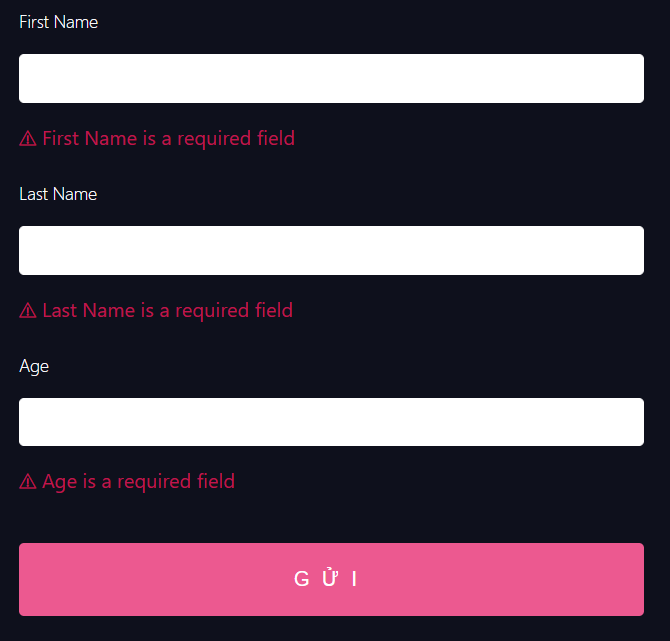 First Name
⚠ First Name is a required field
Last Name
⚠ Last Name is a required field
Age
⚠ Age is a required field
GỬI